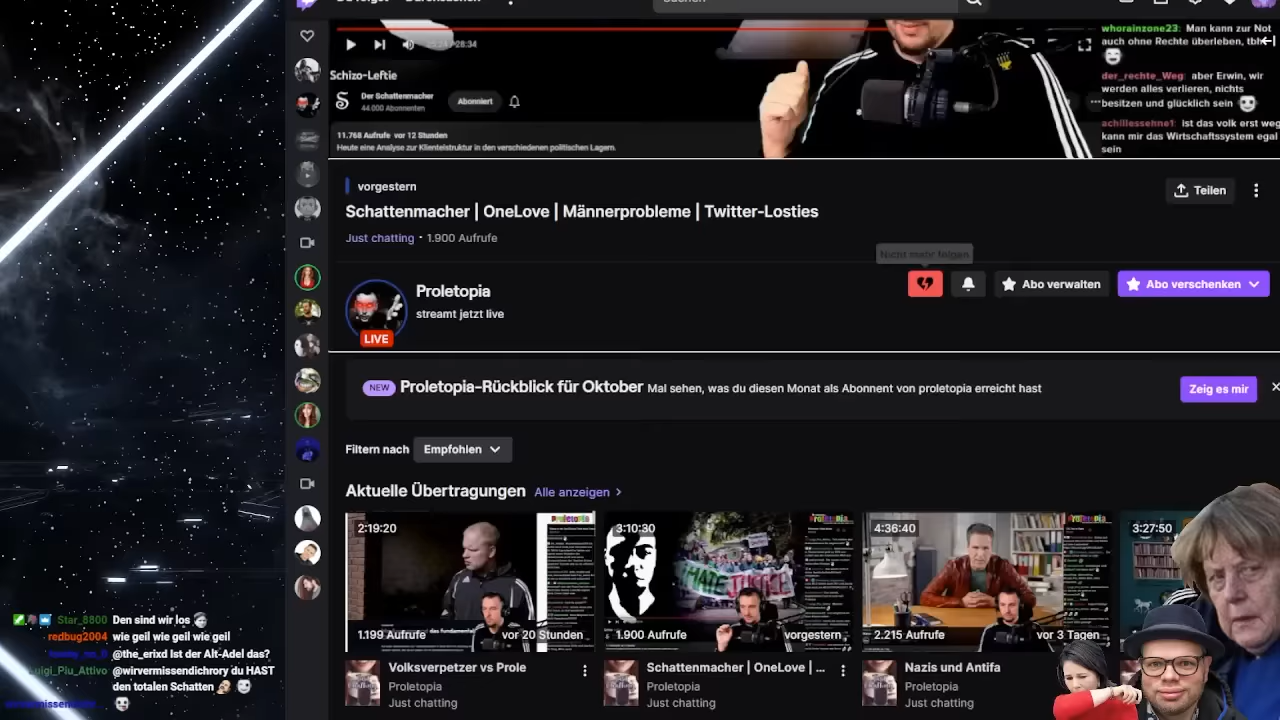 Schizo-Leftie
Der Schattenmacher
44.000 Abonnenten
Abonniert
11.768 Aufrufe vor 12 Stunden
Heute eine Analyse zur Klientelstruktur in den verschiedenen politischen Lagern.
whorainzone23: Man kann zur Not
auch ohne Rechte überleben, tbh
der_rechte_Weg: aber Erwin, wir
werden alles verlieren, nichts
besitzen und glücklich sein
achillessehne1: ist das volk erst weg
kann mir das Wirtschaftssystem egal
sein
vorgestern
Teilen
Schattenmacher | OneLove | Männerprobleme | Twitter-Losties
Just chatting • 1.900 Aufrufe
Nicht mehr folgen
Proletopia
streamt jetzt live
LIVE
Abo verwalten
Abo verschenken
NEW Proletopia-Rückblick für Oktober Mal sehen, was du diesen Monat als Abonnent von proletopia erreicht hast
Zeig es mir
Filtern nach Empfohlen
Aktuelle Übertragungen Alle anzeigen
2:19:20
1.199 Aufrufe
vor 20 Stunden
Volksverpetzer vs Prole
Proletopia
Just chatting
3:10:30
1.900 Aufrufe
vorgestern
Schattenmacher | OneLove | ...
Proletopia
Just chatting
4:36:40
2.215 Aufrufe
vor 3 Tagen
Nazis und Antifa
Proletopia
Just chatting
3:27:50
Star_8800 Der sind wir los
redbug2004 wie geil wie geil wie geil
@the_erixd Ist der Alt-Adel das?
Luigi_Piu_Attivo @wirvermissendichrory du HAST
den totalen Schatten